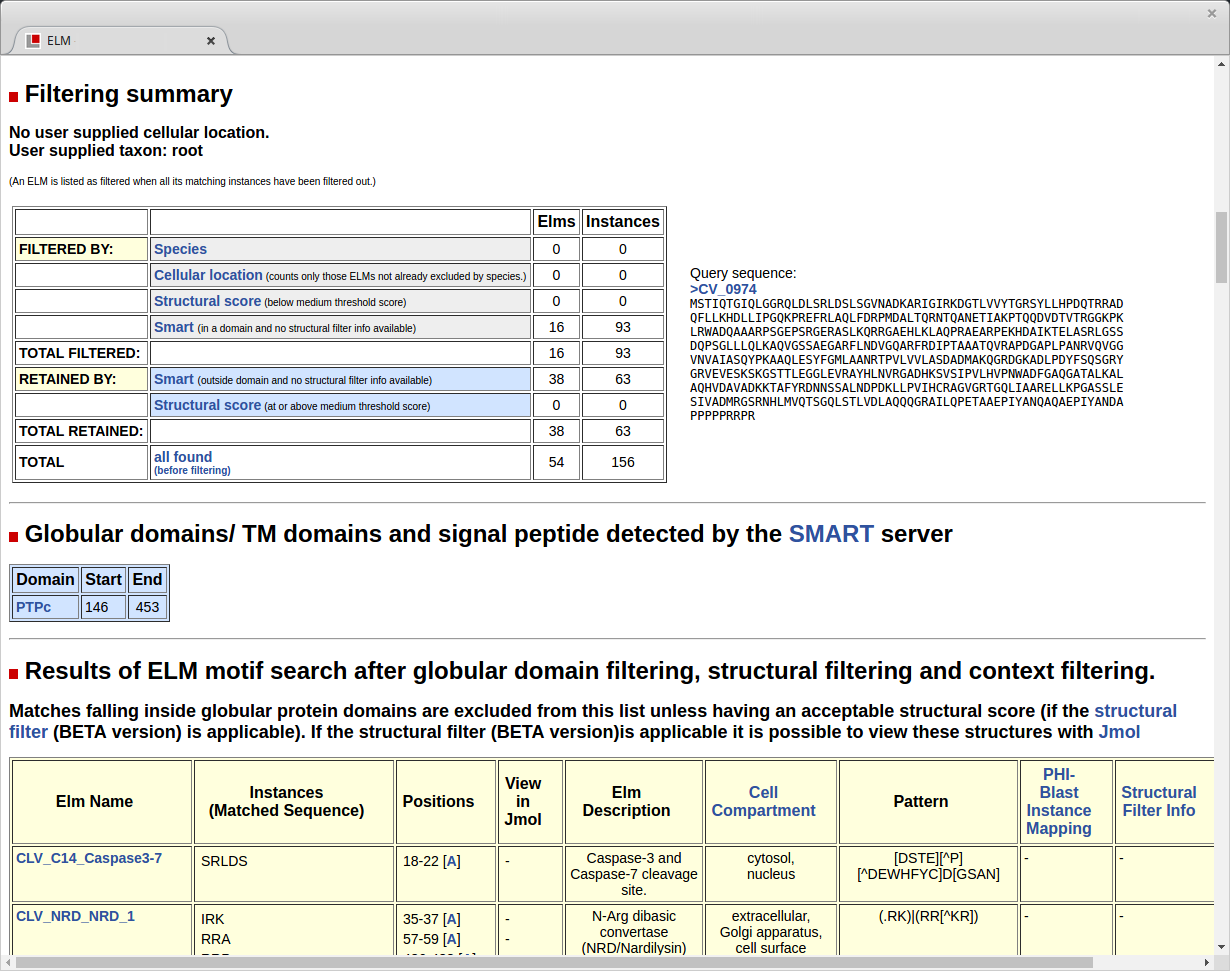 ELM
Filtering summary
No user supplied cellular location.
User supplied taxon: root
(An ELM is listed as filtered when all its matching instances have been filtered out.)
Elms Instances
FILTERED BY: Species 0 0
Cellular location (counts only those ELMs not already excluded by species.) 0 0
Structural score (below medium threshold score) 0 0
Smart (in a domain and no structural filter info available) 16 93
TOTAL FILTERED: 16 93
RETAINED BY: Smart (outside domain and no structural filter info available) 38 63
Structural score (at or above medium threshold score) 0 0
TOTAL RETAINED: 38 63
TOTAL all found 54 156
(before filtering)
Query sequence:
>CV_0974
MSTIQTGIQLGGRQLDLSRLDSLSGVNADKARIGIRKDGTLVVYTGRSYLLHPDQTRRAD
QFLLKHDLLIPGQKPREFRLAQLFDRPMDALTQRNTQANETIAKPTQQDVDTVTRGGKPK
LRWADQAAARPSGEPSRGERASLKQRRGAEHLKLAQPRAEARPEKHDAIKTELASRLGSS
DQPSGLLLQLKAQVGSSAEGARFLNDVGQARFRDIPTAAATQVRAPDGAPLPANRVQVGG
VNVAIASQYPKAAQLESYFGMLAANRTPVLVVLASDADMAKQGRDGKADLPDYFSQSGRY
GRVEVESKSKGSTTLEGGLEVRAYHLNVRGADHKSVSIPVLHVPNWADFGAQGATALKAL
AQHVDAVADKKTAFYRDNNSSALNDPDKLLPVIHCRAGVGRTGQLIAARELLKPGASSLE
SIVADMRGSRNHLMVQTSGQLSTLVDLAQQQGRAILQPETAAEPIYANQAQAEPIYANDA
PPPPPRRPR
Globular domains/ TM domains and signal peptide detected by the SMART server
Domain Start End
PTPc 146 453
Results of ELM motif search after globular domain filtering, structural filtering and context filtering.
Matches falling inside globular protein domains are excluded from this list unless having an acceptable structural score (if the structural
filter (BETA version) is applicable). If the structural filter (BETA version)is applicable it is possible to view these structures with Jmol
Elm Name Instances (Matched Sequence) Positions View in Jmol Elm Description Cell Compartment Pattern PHI-Blast Instance Mapping Structural Filter Info
CLV_C14_Caspase3-7 SRLDS 18-22 [A] - Caspase-3 and cytosol, [DSTE][^P] - -
Caspase-7 cleavage nucleus [^DEWHFYC]D[GSAN]
site.
CLV_NRD_NRD_1 IRK 35-37 [A] - N-Arg dibasic extracellular, (.RK)|(RR[^KR]) - -
RRA 57-59 [A] - convertase Golgi apparatus,
(NRD/Nardilysin) cell surface